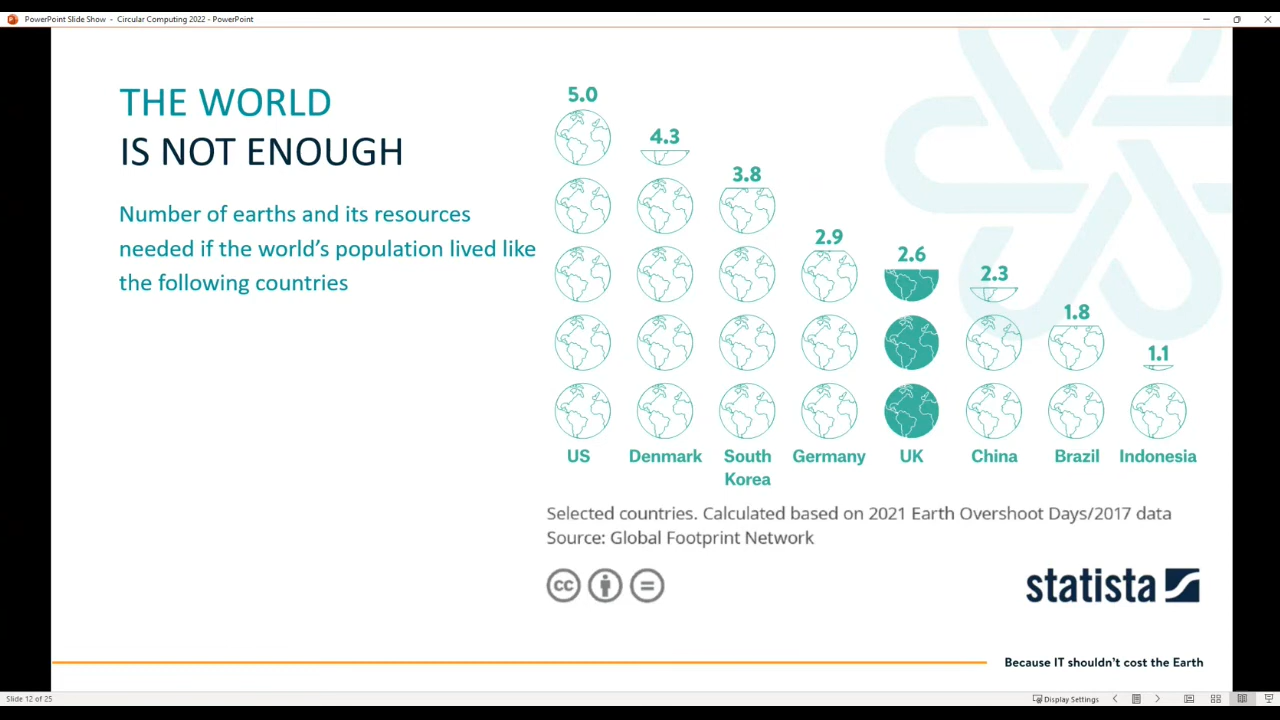 PowerPoint Slide Show - Circular Computing 2022 - PowerPoint
THE WORLD
IS NOT ENOUGH
Number of earths and its resources
needed if the world's population lived like
the following countries
5.0
4.3
3.8
2.9
2.6
2.3
1.8
1.1
US
Denmark
South
Korea
Germany
UK
China
Brazil
Indonesia
Selected countries. Calculated based on 2021 Earth Overshoot Days/2017 data
Source: Global Footprint Network
cc
statista
Because IT shouldn't cost the Earth
Slide 12 of 25
Display Settings